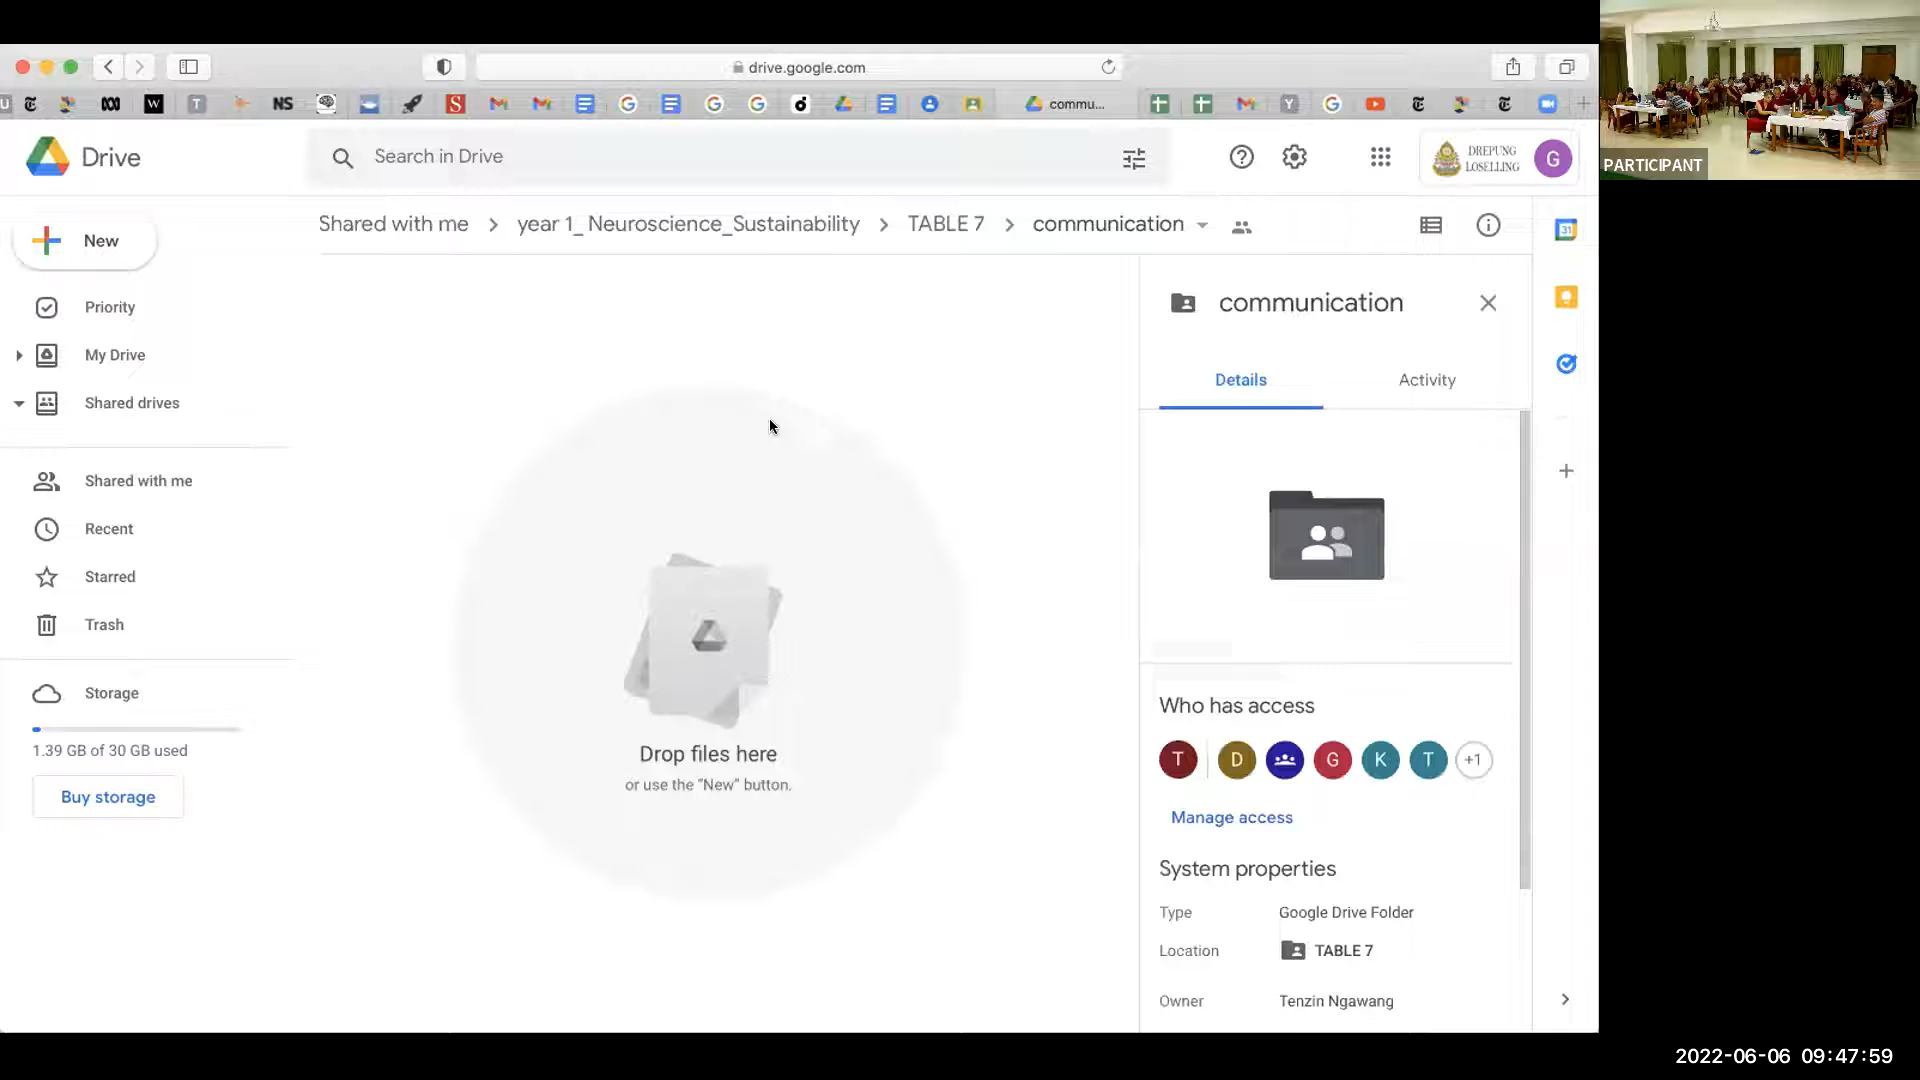 drive.google.com
NS
commu...
Drive
Search in Drive
DREPUNG
LOSELLING
G
PARTICIPANT
New
Shared with me
year 1_ Neuroscience_Sustainability
TABLE 7
communication
Priority
My Drive
Shared drives
Shared with me
Recent
Starred
Trash
Storage
1.39 GB of 30 GB used
Buy storage
Drop files here
or use the "New" button.
communication
Details
Activity
Who has access
T
D
G
K
T
+1
Manage access
System properties
Type
Google Drive Folder
Location
TABLE 7
Owner
Tenzin Ngawang
31
2022-06-06 09:47:59